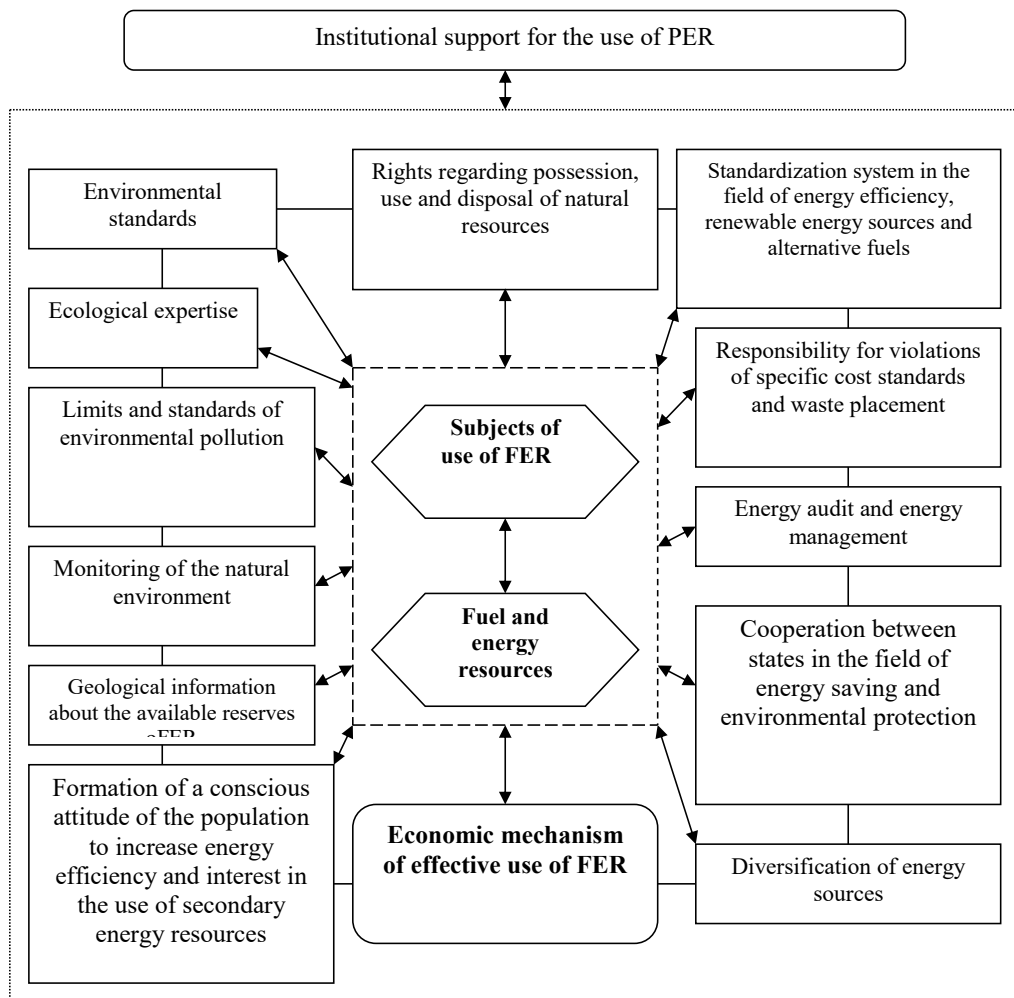 Institutional support for the use of PER
Environmental
standards
Rights regarding possession,
use and disposal of natural
resources
Standardization system in the
field of energy efficiency,
renewable energy sources and
alternative fuels
Ecological expertise
Limits and standards of
environmental pollution
Monitoring of the natural
environment
Geological information
about the available reserves
Formation of a conscious
attitude of the population
to increase energy
efficiency and interest in
the use of secondary
energy resources
Subjects of
use of FER
Fuel and
energy
resources
Economic mechanism
of effective use of FER
Responsibility for violations
of specific cost standards
and waste placement
Energy audit and energy
management
Cooperation between
states in the field of
energy saving and
environmental protection
Diversification of energy
sources